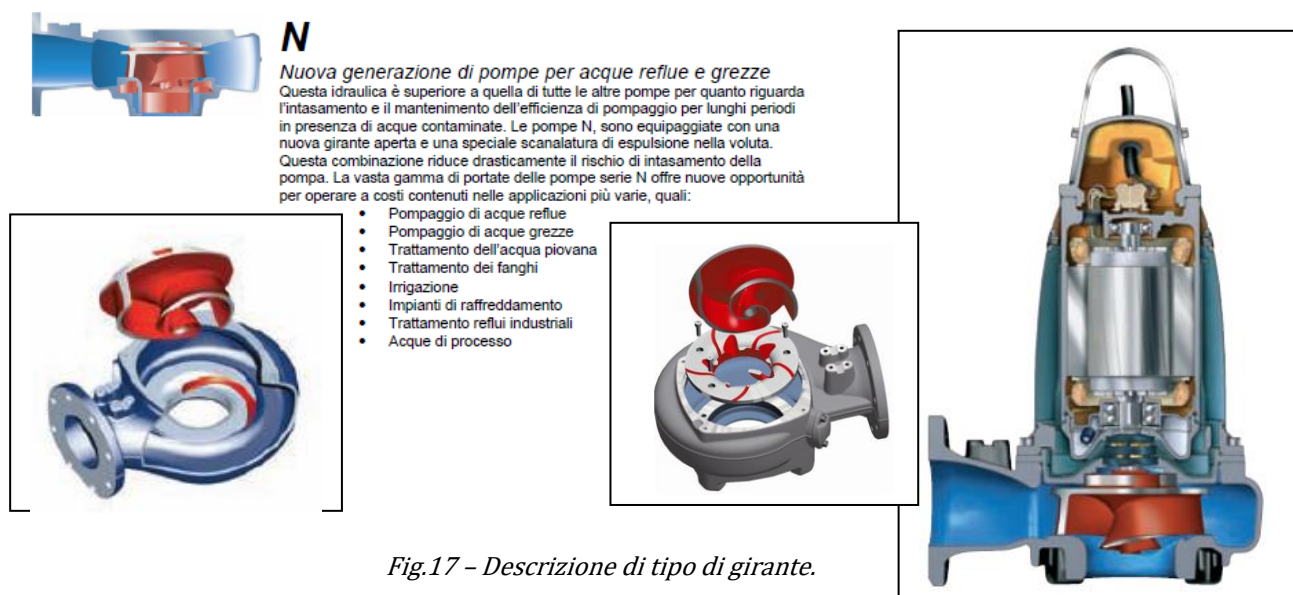 N
Nuova generazione di pompe per acque reflue e grezze
Questa idraulica è superiore a quella di tutte le altre pompe per quanto riguarda
l'intasamento e il mantenimento dell'efficienza di pompaggio per lunghi periodi
in presenza di acque contaminate. Le pompe N, sono equipaggiate con una
nuova girante aperta e una speciale scanalatura di espulsione nella voluta.
Questa combinazione riduce drasticamente il rischio di intasamento della
pompa. La vasta gamma di portate delle pompe serie N offre nuove opportunità
per operare a costi contenuti nelle applicazioni più varie, quali:
• Pompaggio di acque reflue
• Pompaggio di acque grezze
• Trattamento dell'acqua piovana
• Trattamento dei fanghi
• Irrigazione
• Impianti di raffreddamento
• Trattamento reflui industriali
• Acque di processo
Fig.17 – Descrizione di tipo di girante.